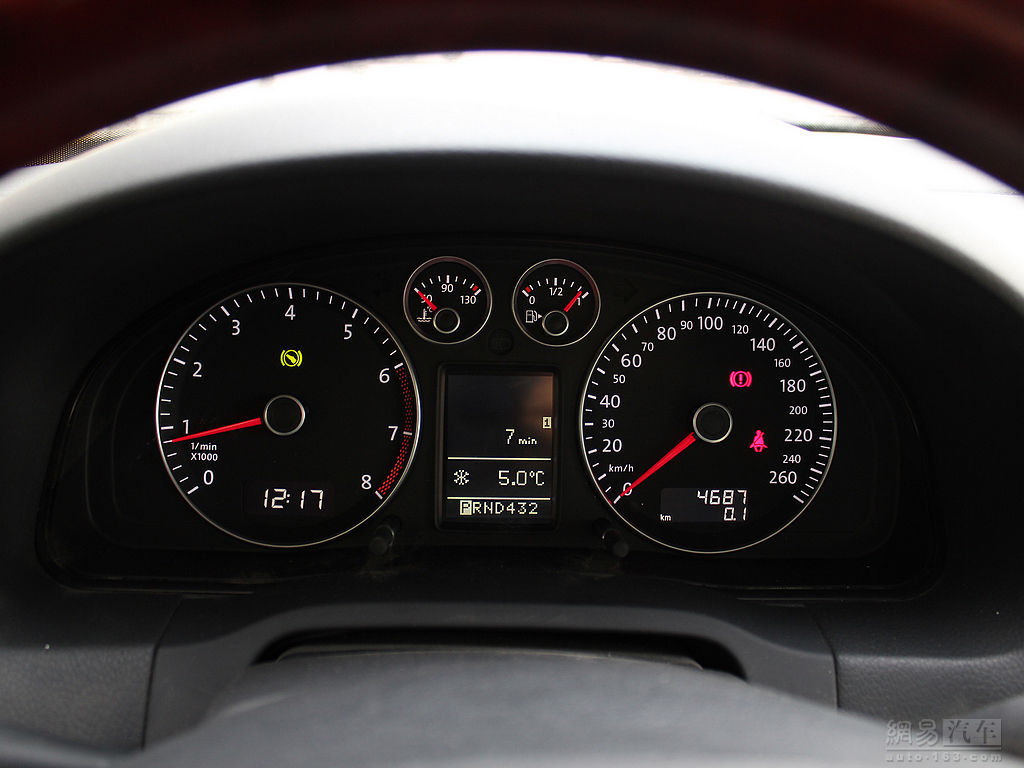 0 1 2 3 4 5 6 7 8
1/min
X1000
12:17
90 130
0 1/2 1
1
7 min
5.0°C
PRND432
0 20 30 40 50 60 70 80 90 100 120 140 160 180 200 220 240 260
km/h
4687
km 0.1
網易汽车
auto.163.com